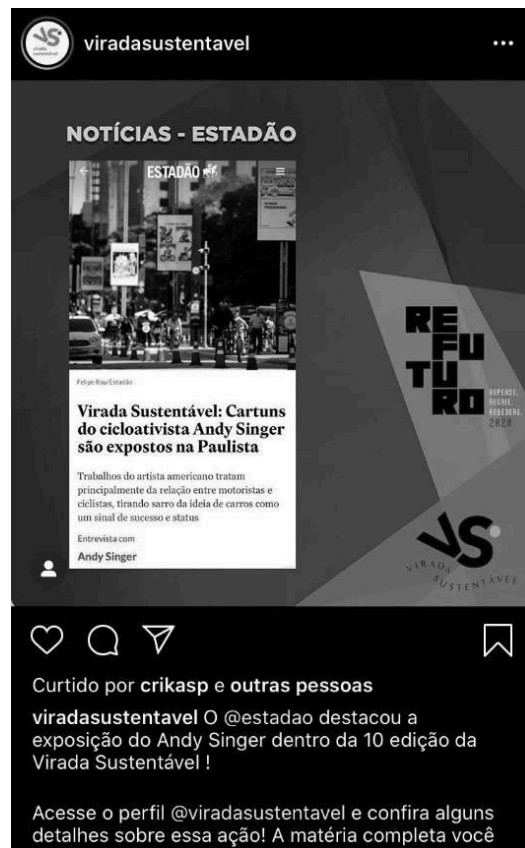 viradasustentavel
NOTÍCIAS - ESTADÃO
ESTADÃO
Felipe Rau/Estadão
Virada Sustentável: Cartuns
do cicloativista Andy Singer
são expostos na Paulista
Trabalhos do artista americano tratam
principalmente da relação entre motoristas e
ciclistas, tirando sarro da ideia de carros como
um sinal de sucesso e status
Entrevista com
Andy Singer
RE
FU
TU
RO
REPENSE.
RECRIE.
REGENERE.
2020
VS
VIRADA
SUSTENTÁVEL
Curtido por crikasp e outras pessoas
viradasustentavel O @estadao destacou a
exposição do Andy Singer dentro da 10 edição da
Virada Sustentável !
Acesse o perfil @viradasustentavel e confira alguns
detalhes sobre essa ação! A matéria completa você